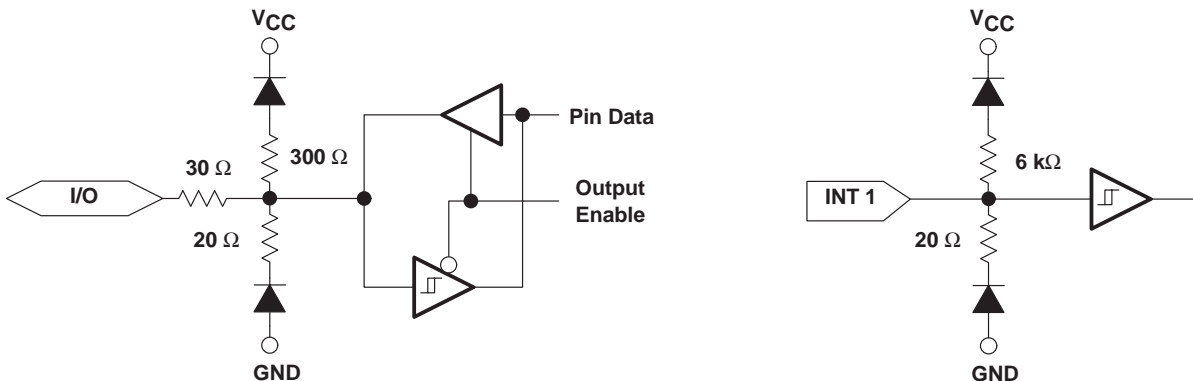 VCC
300 Ω
30 Ω
I/O
20 Ω
GND
Pin Data
Output
Enable
VCC
6 kΩ
INT 1
20 Ω
GND